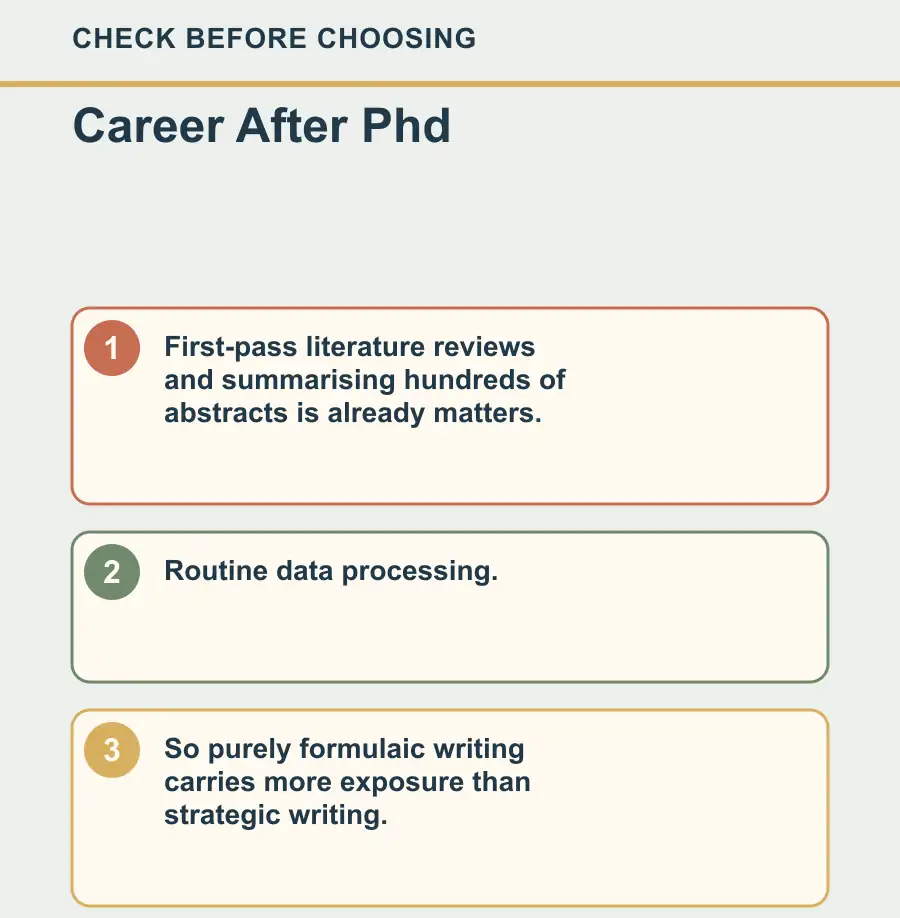 CHECK BEFORE CHOOSING
Career After Phd
1
First-pass literature reviews
and summarising hundreds of
abstracts is already matters.
2
Routine data processing.
3
So purely formulaic writing
carries more exposure than
strategic writing.